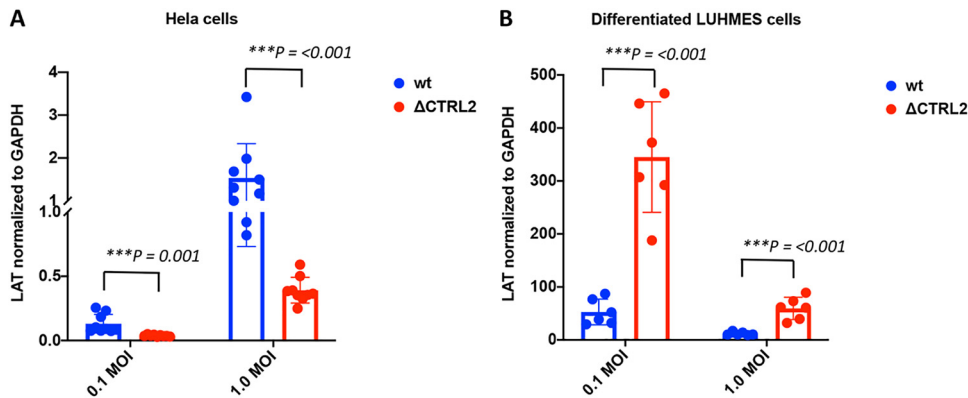 A
Hela cells
***P = <0.001
4
3
2
1
1.0
0.5
0.0
LAT normalized to GAPDH
***P = 0.001
0.1 MOI
1.0 MOI
wt
ΔCTRL2
B
Differentiated LUHMES cells
***P = <0.001
500
400
300
200
100
0
LAT normalized to GAPDH
***P = <0.001
0.1 MOI
1.0 MOI
wt
ΔCTRL2